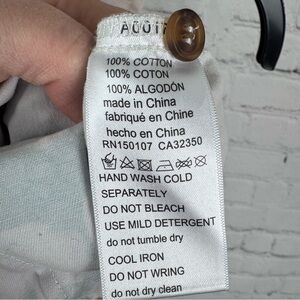 100% COTTON
100% COTON
100% ALGODÓN
made in China
fabriqué en Chine
hecho en China
RN150107 CA32350
HAND WASH COLD
SEPARATELY
DO NOT BLEACH
USE MILD DETERGENT
do not tumble dry
COOL IRON
DO NOT WRING
do not dry clean